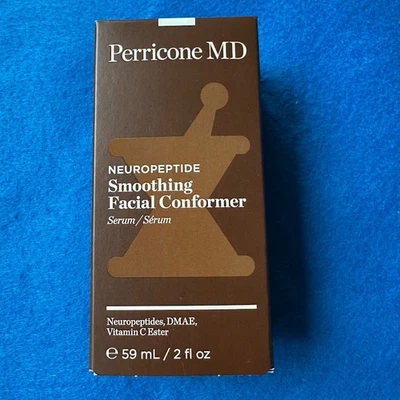 Perricone MD
NEUROPEPTIDE
Smoothing
Facial Conformer
Serum / Sérum
Neuropeptides, DMAE,
Vitamin C Ester
℮ 59 mL / 2 fl oz